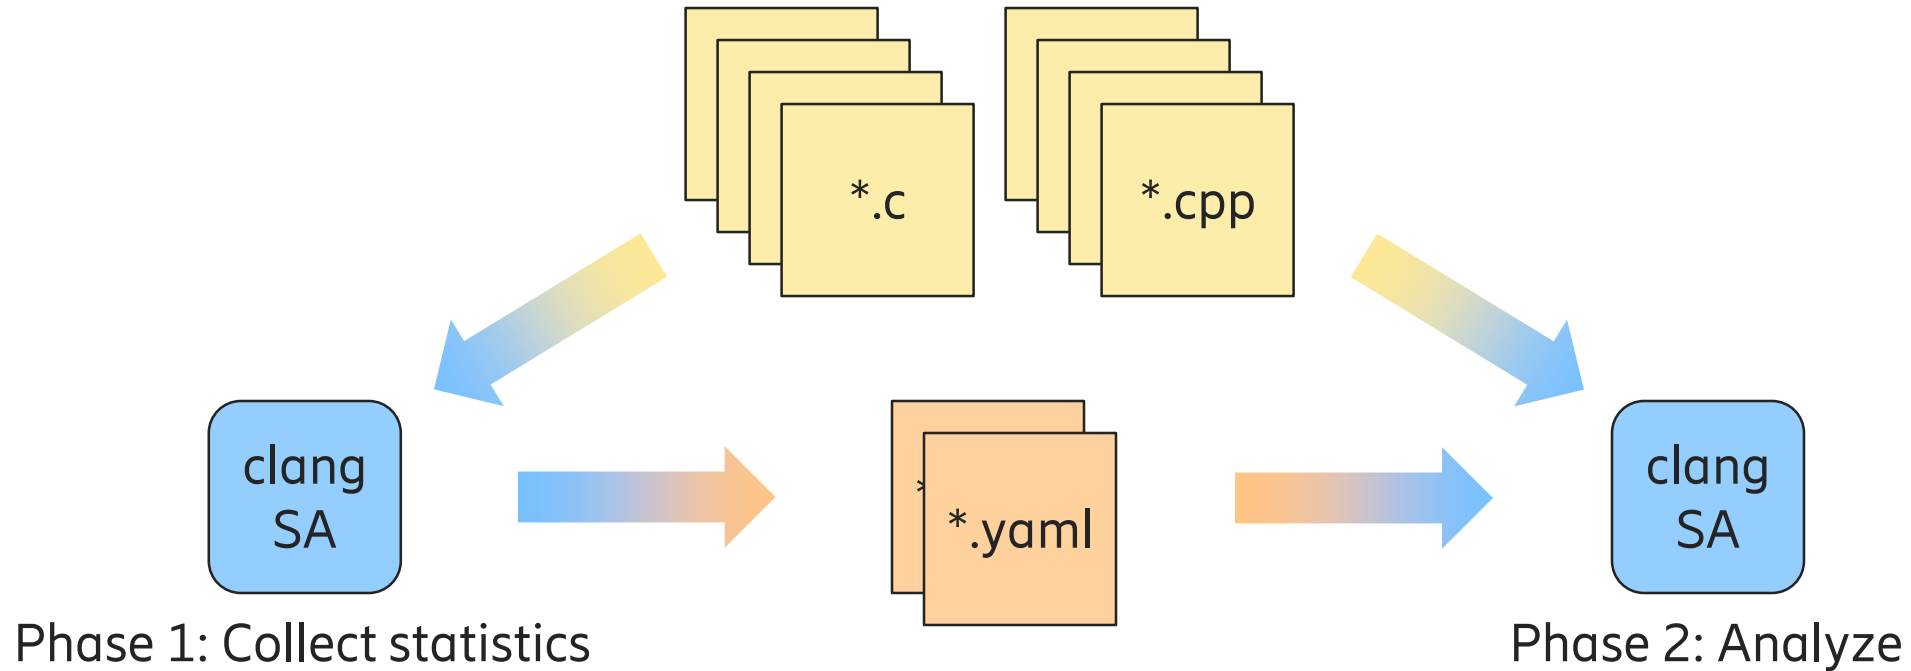 *.c
*.cpp
clang
SA
*
*.yaml
clang
SA
Phase 1: Collect statistics
Phase 2: Analyze